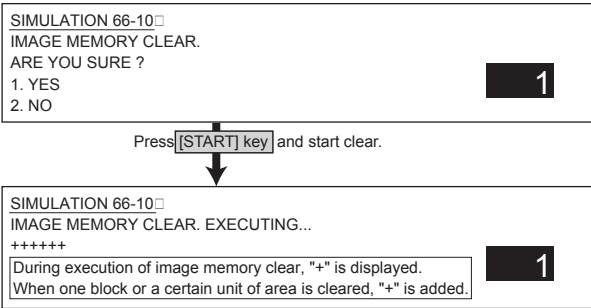 SIMULATION 66-10□
IMAGE MEMORY CLEAR.
ARE YOU SURE ?
1. YES
2. NO
1
Press [START] key and start clear.
SIMULATION 66-10□
IMAGE MEMORY CLEAR. EXECUTING...
++++++
During execution of image memory clear, "+" is displayed.
When one block or a certain unit of area is cleared, "+" is added.
1